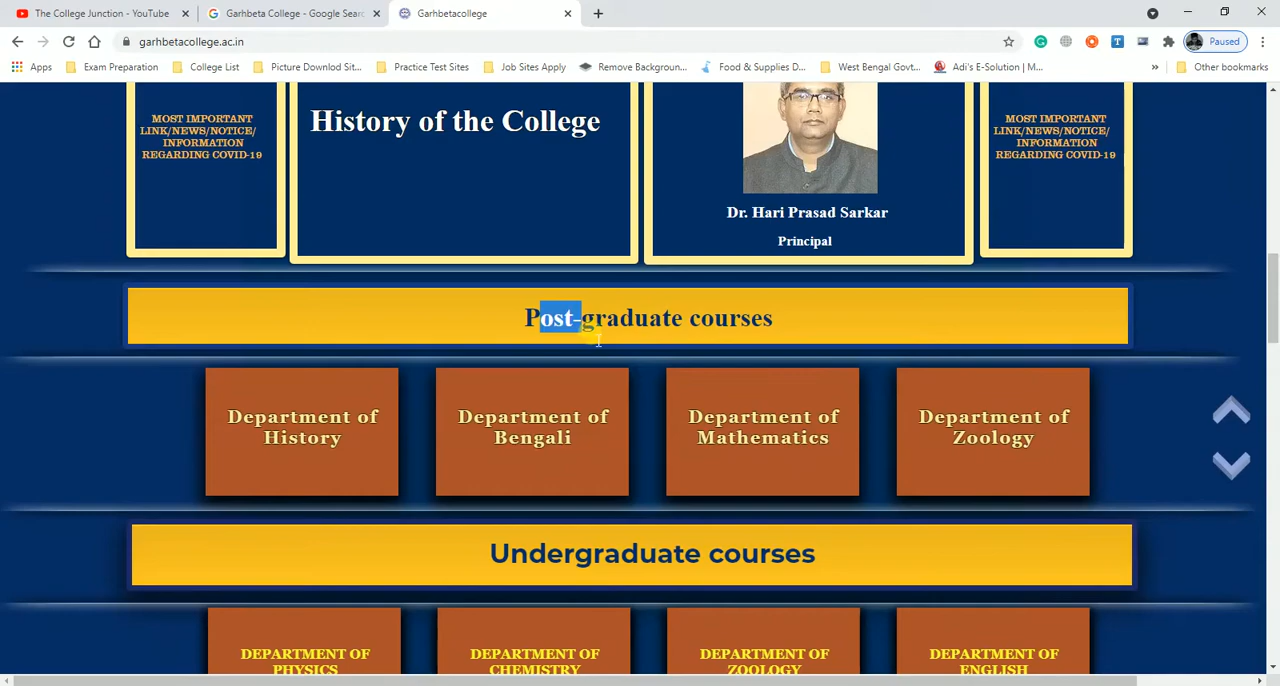 The College Junction - YouTube
Garhbeta College - Google Sear
Garhbetacollege
garhbetacollege.ac.in
Paused
Apps
Exam Preparation
College List
Picture Downlod Sit...
Practice Test Sites
Job Sites Apply
Remove Backgroun...
Food & Supplies D...
West Bengal Govt...
Adi's E-Solution | M...
»
Other bookmarks
MOST IMPORTANT
LINK/NEWS/NOTICE/
INFORMATION
REGARDING COVID-19
History of the College
Dr. Hari Prasad Sarkar
Principal
MOST IMPORTANT
LINK/NEWS/NOTICE/
INFORMATION
REGARDING COVID-19
Post-graduate courses
Department of
History
Department of
Bengali
Department of
Mathematics
Department of
Zoology
Undergraduate courses
DEPARTMENT OF
PHYSICS
DEPARTMENT OF
CHEMISTRY
DEPARTMENT OF
ZOOLOGY
DEPARTMENT OF
ENGLISH